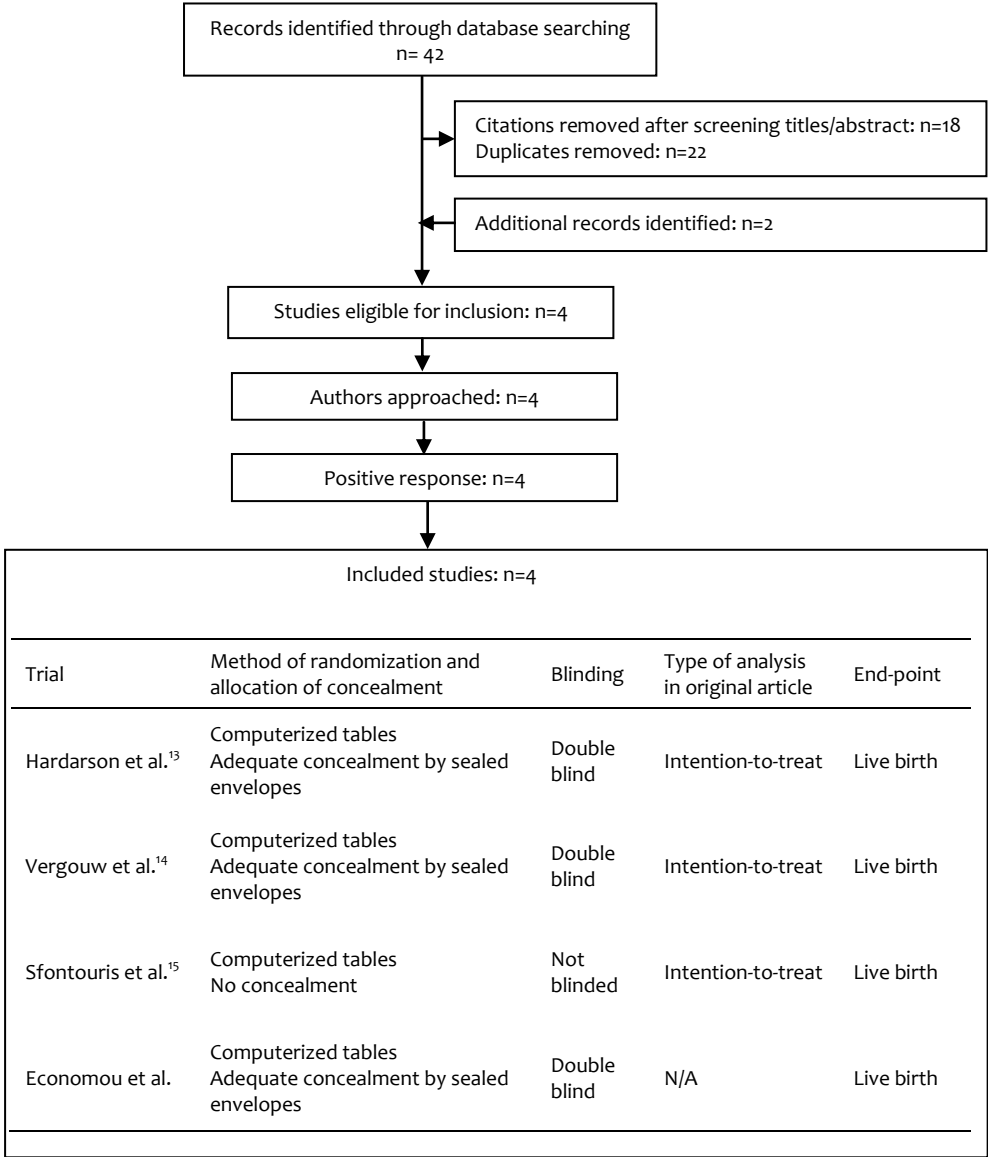 Records identified through database searching
n= 42
Citations removed after screening titles/abstract: n=18
Duplicates removed: n=22
Additional records identified: n=2
Studies eligible for inclusion: n=4
Authors approached: n=4
Positive response: n=4
Included studies: n=4
Trial
Method of randomization and
allocation of concealment
Blinding
Type of analysis
in original article
End-point
Hardarson et al.¹³
Computerized tables
Adequate concealment by sealed
envelopes
Double
blind
Intention-to-treat
Live birth
Vergouw et al.¹⁴
Computerized tables
Adequate concealment by sealed
envelopes
Double
blind
Intention-to-treat
Live birth
Sfontouris et al.¹⁵
Computerized tables
No concealment
Not
blinded
Intention-to-treat
Live birth
Economou et al.
Computerized tables
Adequate concealment by sealed
envelopes
Double
blind
N/A
Live birth